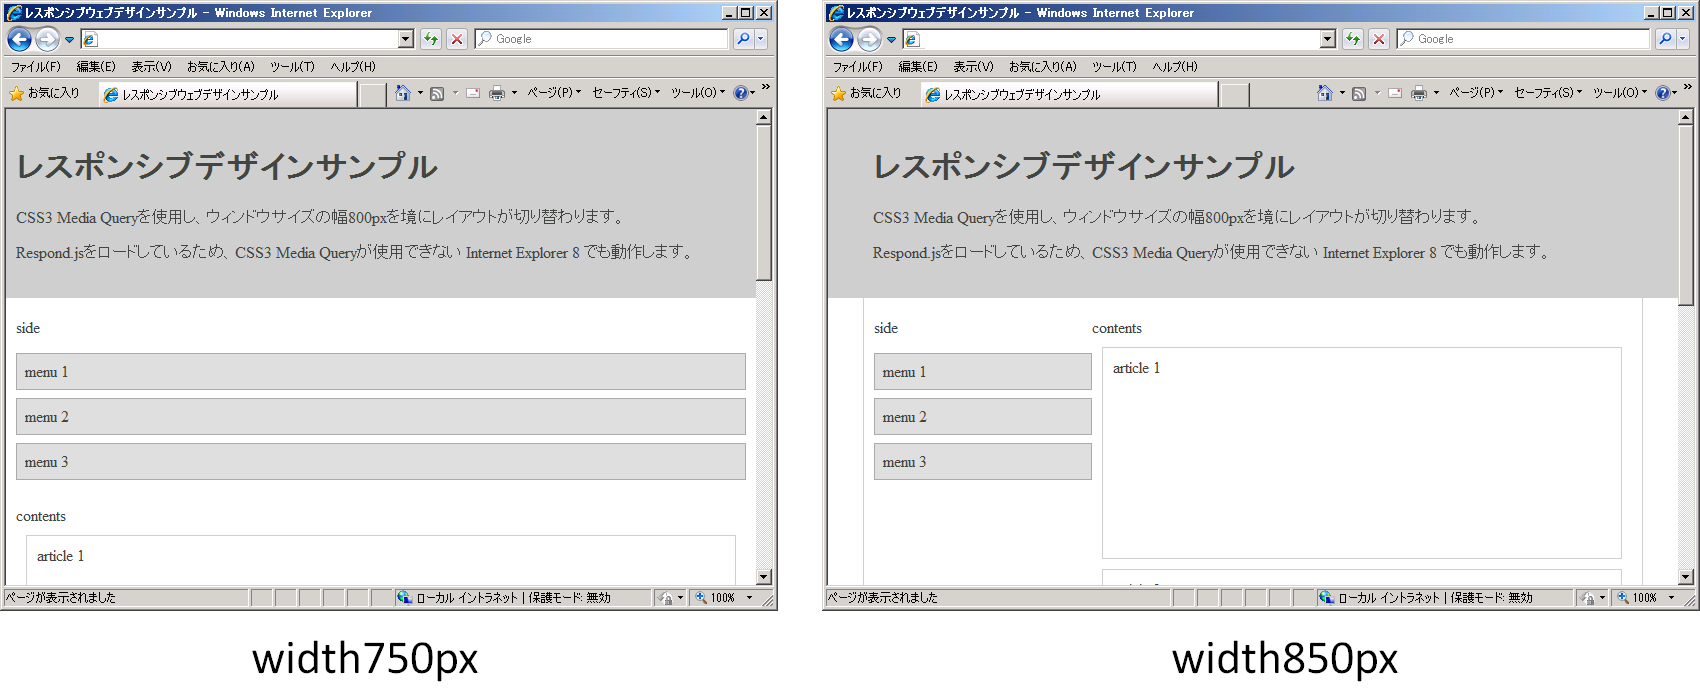 レスポンシブウェブデザインサンプル - Windows Internet Explorer
Google
ファイル(F) 編集(E) 表示(V) お気に入り(A) ツール(T) ヘルプ(H)
お気に入り レスポンシブウェブデザインサンプル ページ(P) セーフティ(S) ツール(O)
レスポンシブデザインサンプル
CSS3 Media Queryを使用し、ウィンドウサイズの幅800pxを境にレイアウトが切り替わります。
Respond.jsをロードしているため、CSS3 Media Queryが使用できない Internet Explorer 8 でも動作します。
side
menu 1
menu 2
menu 3
contents
article 1
ページが表示されました ローカル イントラネット | 保護モード: 無効 100%
width750px
レスポンシブウェブデザインサンプル - Windows Internet Explorer
Google
ファイル(F) 編集(E) 表示(V) お気に入り(A) ツール(T) ヘルプ(H)
お気に入り レスポンシブウェブデザインサンプル ページ(P) セーフティ(S) ツール(O)
レスポンシブデザインサンプル
CSS3 Media Queryを使用し、ウィンドウサイズの幅800pxを境にレイアウトが切り替わります。
Respond.jsをロードしているため、CSS3 Media Queryが使用できない Internet Explorer 8 でも動作します。
side
menu 1
menu 2
menu 3
contents
article 1
ページが表示されました ローカル イントラネット | 保護モード: 無効 100%
width850px